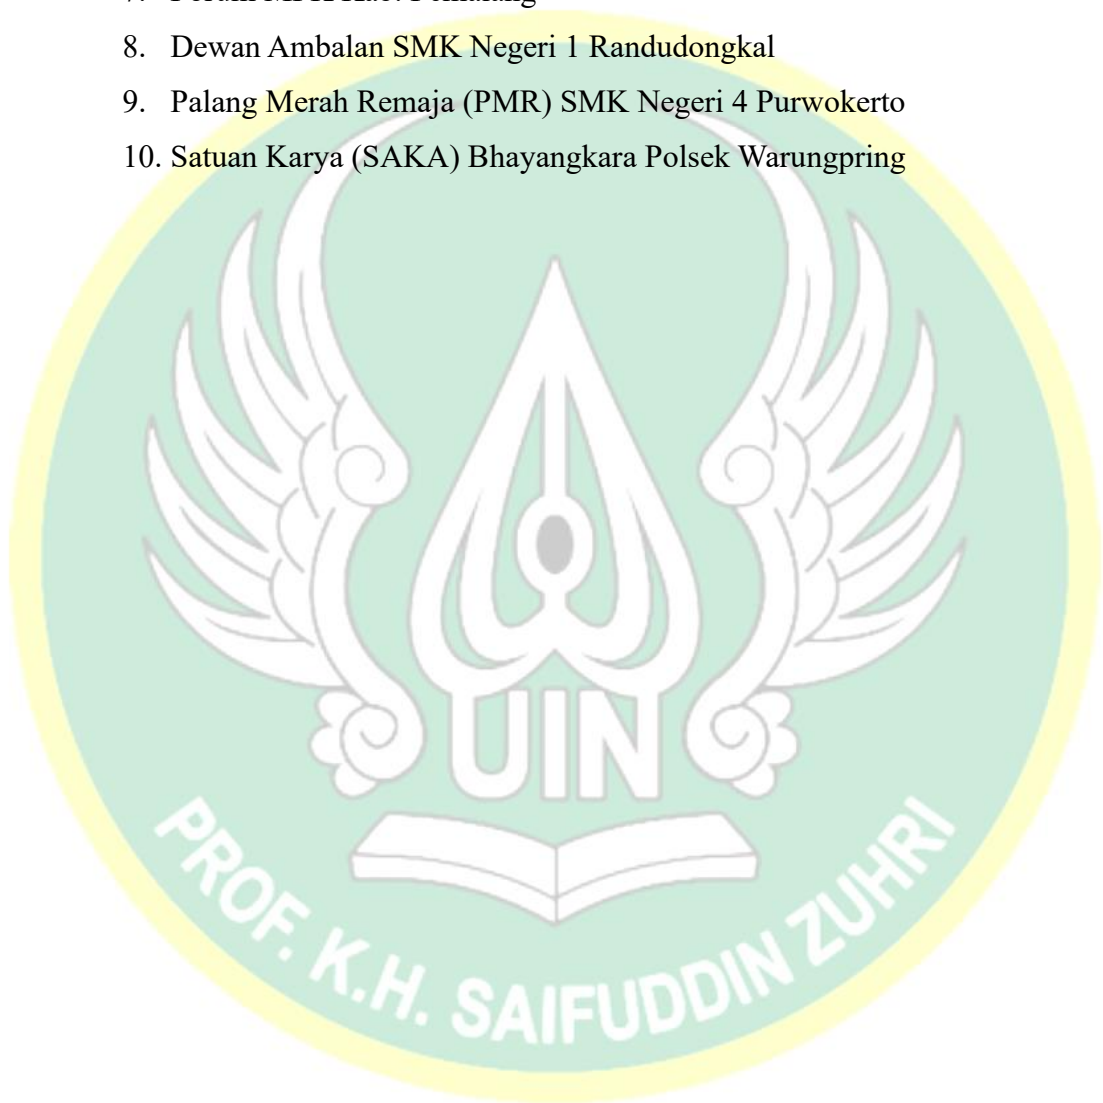 8. Dewan Ambalan SMK Negeri 1 Randudongkal
9. Palang Merah Remaja (PMR) SMK Negeri 4 Purwokerto
10. Satuan Karya (SAKA) Bhayangkara Polsek Warungpring
UIN
PROF. K.H. SAIFUDDIN ZUHRI